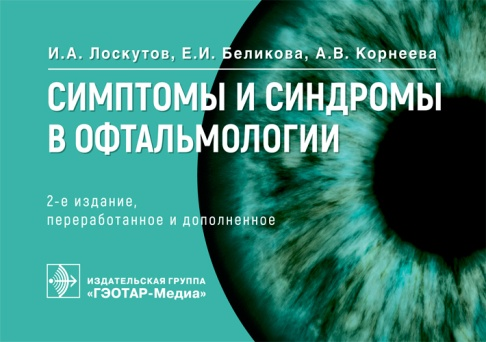 И.А. Лоскутов, Е.И. Беликова, А.В. Корнеева
СИМПТОМЫ И СИНДРОМЫ
В ОФТАЛЬМОЛОГИИ
2-е издание,
переработанное и дополненное
ИЗДАТЕЛЬСКАЯ ГРУППА
«ГЭОТАР-Медиа»